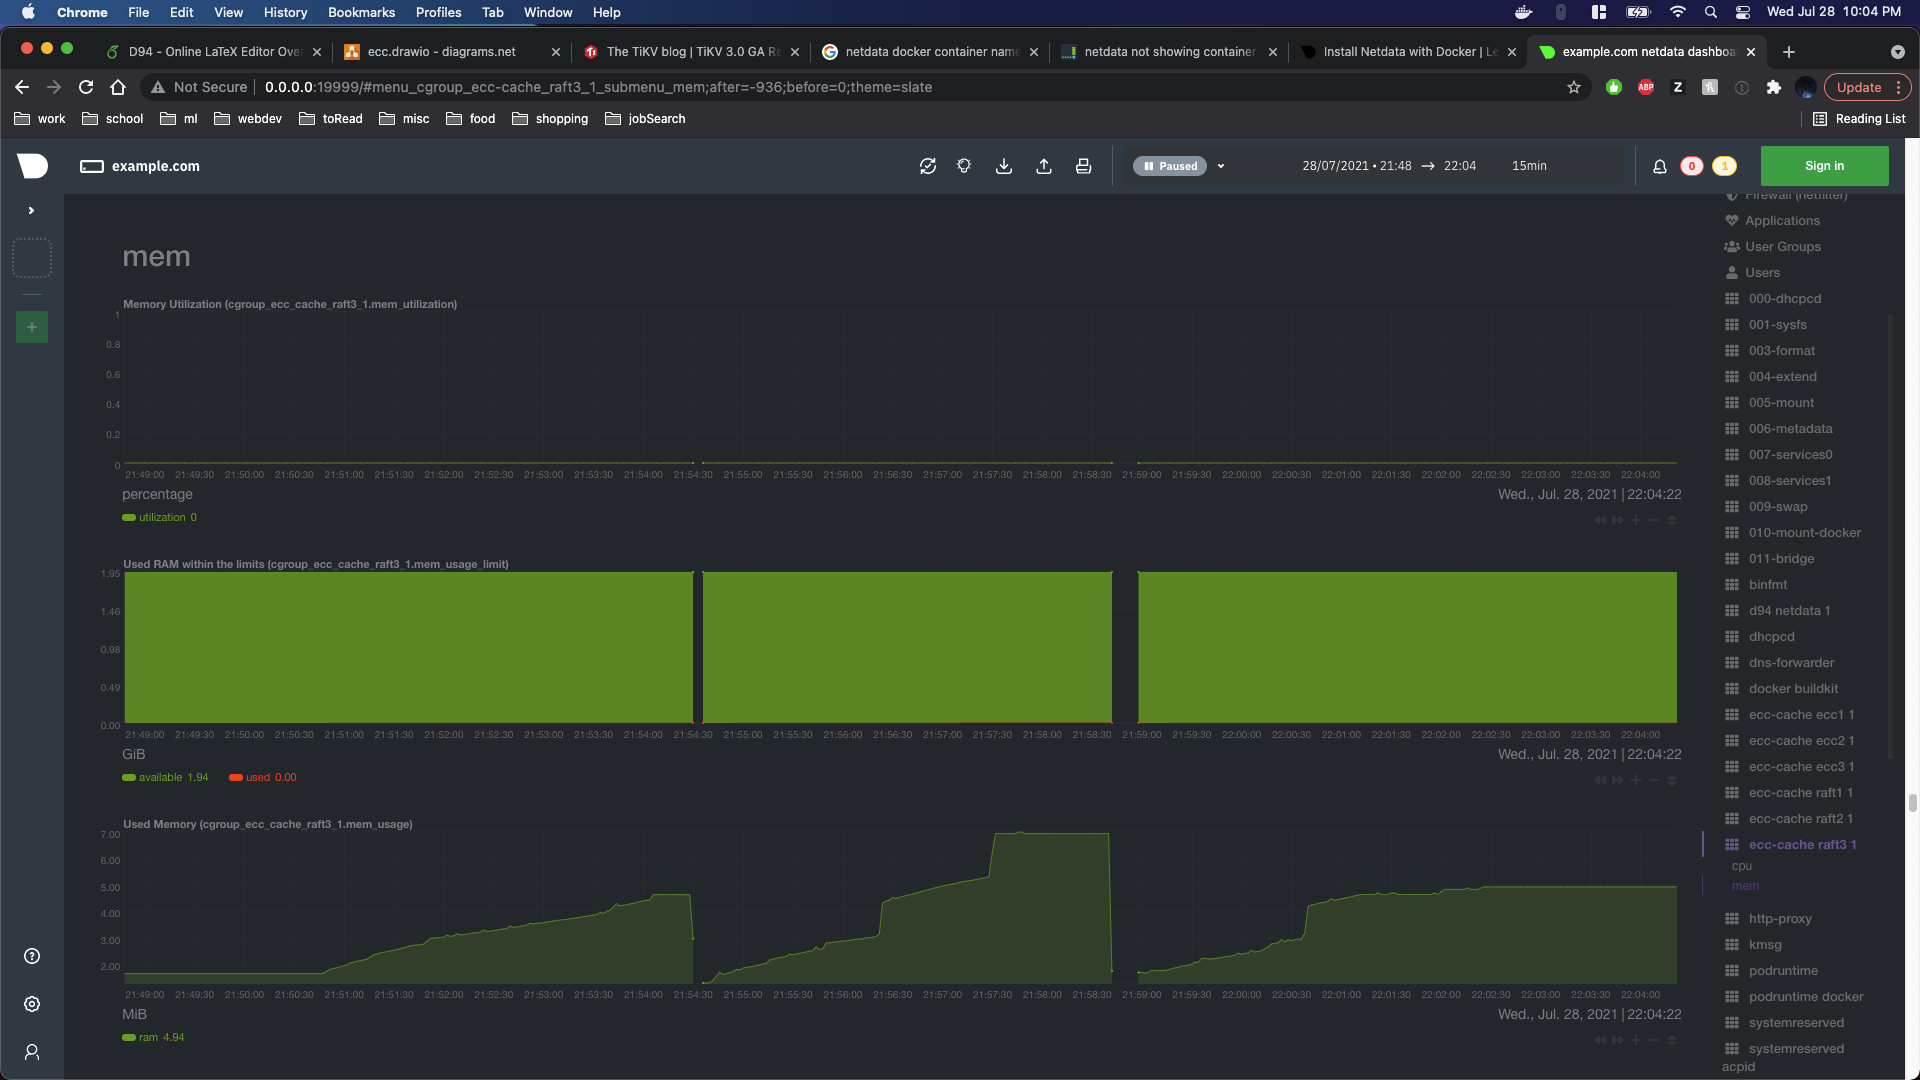 Chrome File Edit View History Bookmarks Profiles Tab Window Help Wed Jul 28 10:04 PM
D94 - Online LaTeX Editor Over
ecc.drawio - diagrams.net
The TiKV blog | TiKV 3.0 GA Re
netdata docker container name
netdata not showing container
Install Netdata with Docker | Le
example.com netdata dashboa
Not Secure 0.0.0.0:19999/#menu_cgroup_ecc-cache_raft3_1_submenu_mem;after=-936;before=0;theme=slate
ABP Z Update
work school ml webdev toRead misc food shopping jobSearch Reading List
example.com Paused 28/07/2021 • 21:48 → 22:04 15min 0 1 Sign in
mem
Memory Utilization (cgroup_ecc_cache_raft3_1.mem_utilization)
1
0.8
0.6
0.4
0.2
0
21:49:00 21:49:30 21:50:00 21:50:30 21:51:00 21:51:30 21:52:00 21:52:30 21:53:00 21:53:30 21:54:00 21:54:30 21:55:00 21:55:30 21:56:00 21:56:30 21:57:00 21:57:30 21:58:00 21:58:30 21:59:00 21:59:30 22:00:00 22:00:30 22:01:00 22:01:30 22:02:00 22:02:30 22:03:00 22:03:30 22:04:00
percentage Wed., Jul. 28, 2021 | 22:04:22
utilization 0
Used RAM within the limits (cgroup_ecc_cache_raft3_1.mem_usage_limit)
1.95
1.46
0.98
0.49
0.00
21:49:00 21:49:30 21:50:00 21:50:30 21:51:00 21:51:30 21:52:00 21:52:30 21:53:00 21:53:30 21:54:00 21:54:30 21:55:00 21:55:30 21:56:00 21:56:30 21:57:00 21:57:30 21:58:00 21:58:30 21:59:00 21:59:30 22:00:00 22:00:30 22:01:00 22:01:30 22:02:00 22:02:30 22:03:00 22:03:30 22:04:00
GiB Wed., Jul. 28, 2021 | 22:04:22
available 1.94 used 0.00
Used Memory (cgroup_ecc_cache_raft3_1.mem_usage)
7.00
6.00
5.00
4.00
3.00
2.00
21:49:00 21:49:30 21:50:00 21:50:30 21:51:00 21:51:30 21:52:00 21:52:30 21:53:00 21:53:30 21:54:00 21:54:30 21:55:00 21:55:30 21:56:00 21:56:30 21:57:00 21:57:30 21:58:00 21:58:30 21:59:00 21:59:30 22:00:00 22:00:30 22:01:00 22:01:30 22:02:00 22:02:30 22:03:00 22:03:30 22:04:00
MiB Wed., Jul. 28, 2021 | 22:04:22
ram 4.94
Firewall (netfilter)
Applications
User Groups
Users
000-dhcpcd
001-sysfs
003-format
004-extend
005-mount
006-metadata
007-services0
008-services1
009-swap
010-mount-docker
011-bridge
binfmt
d94 netdata 1
dhcpcd
dns-forwarder
docker buildkit
ecc-cache ecc1 1
ecc-cache ecc2 1
ecc-cache ecc3 1
ecc-cache raft1 1
ecc-cache raft2 1
ecc-cache raft3 1
cpu
mem
http-proxy
kmsg
podruntime
podruntime docker
systemreserved
systemreserved
acpid